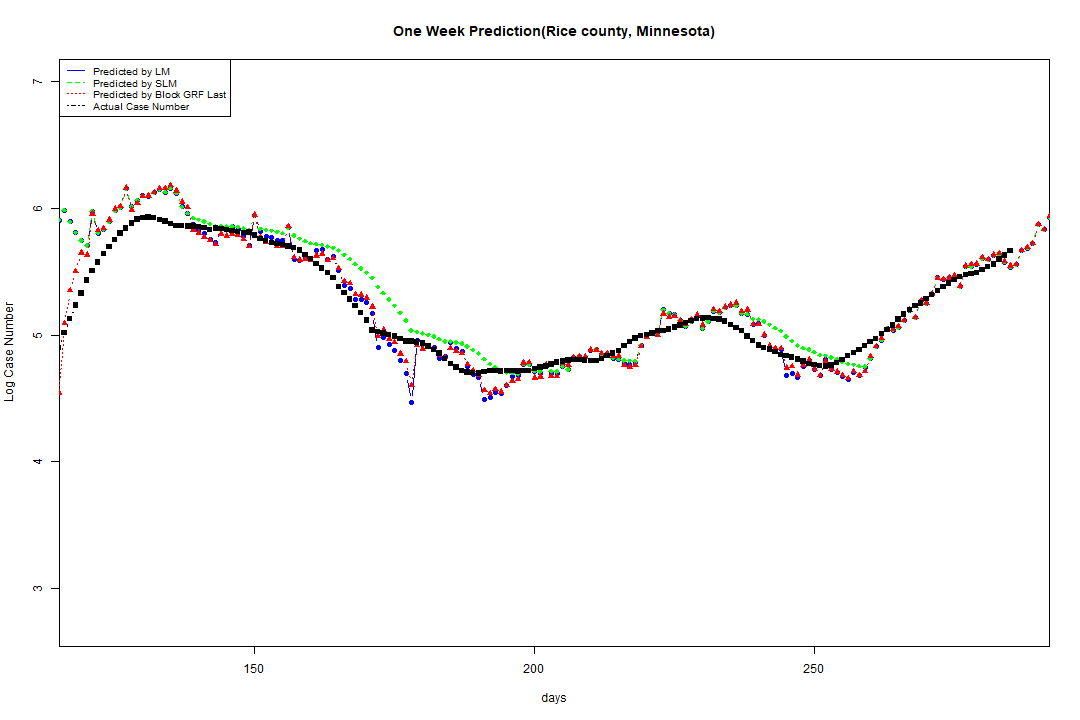 One Week Prediction(Rice county, Minnesota)
Predicted by LM
Predicted by SLM
Predicted by Block GRF Last
Actual Case Number
7
6
5
4
3
Log Case Number
150
200
250
days